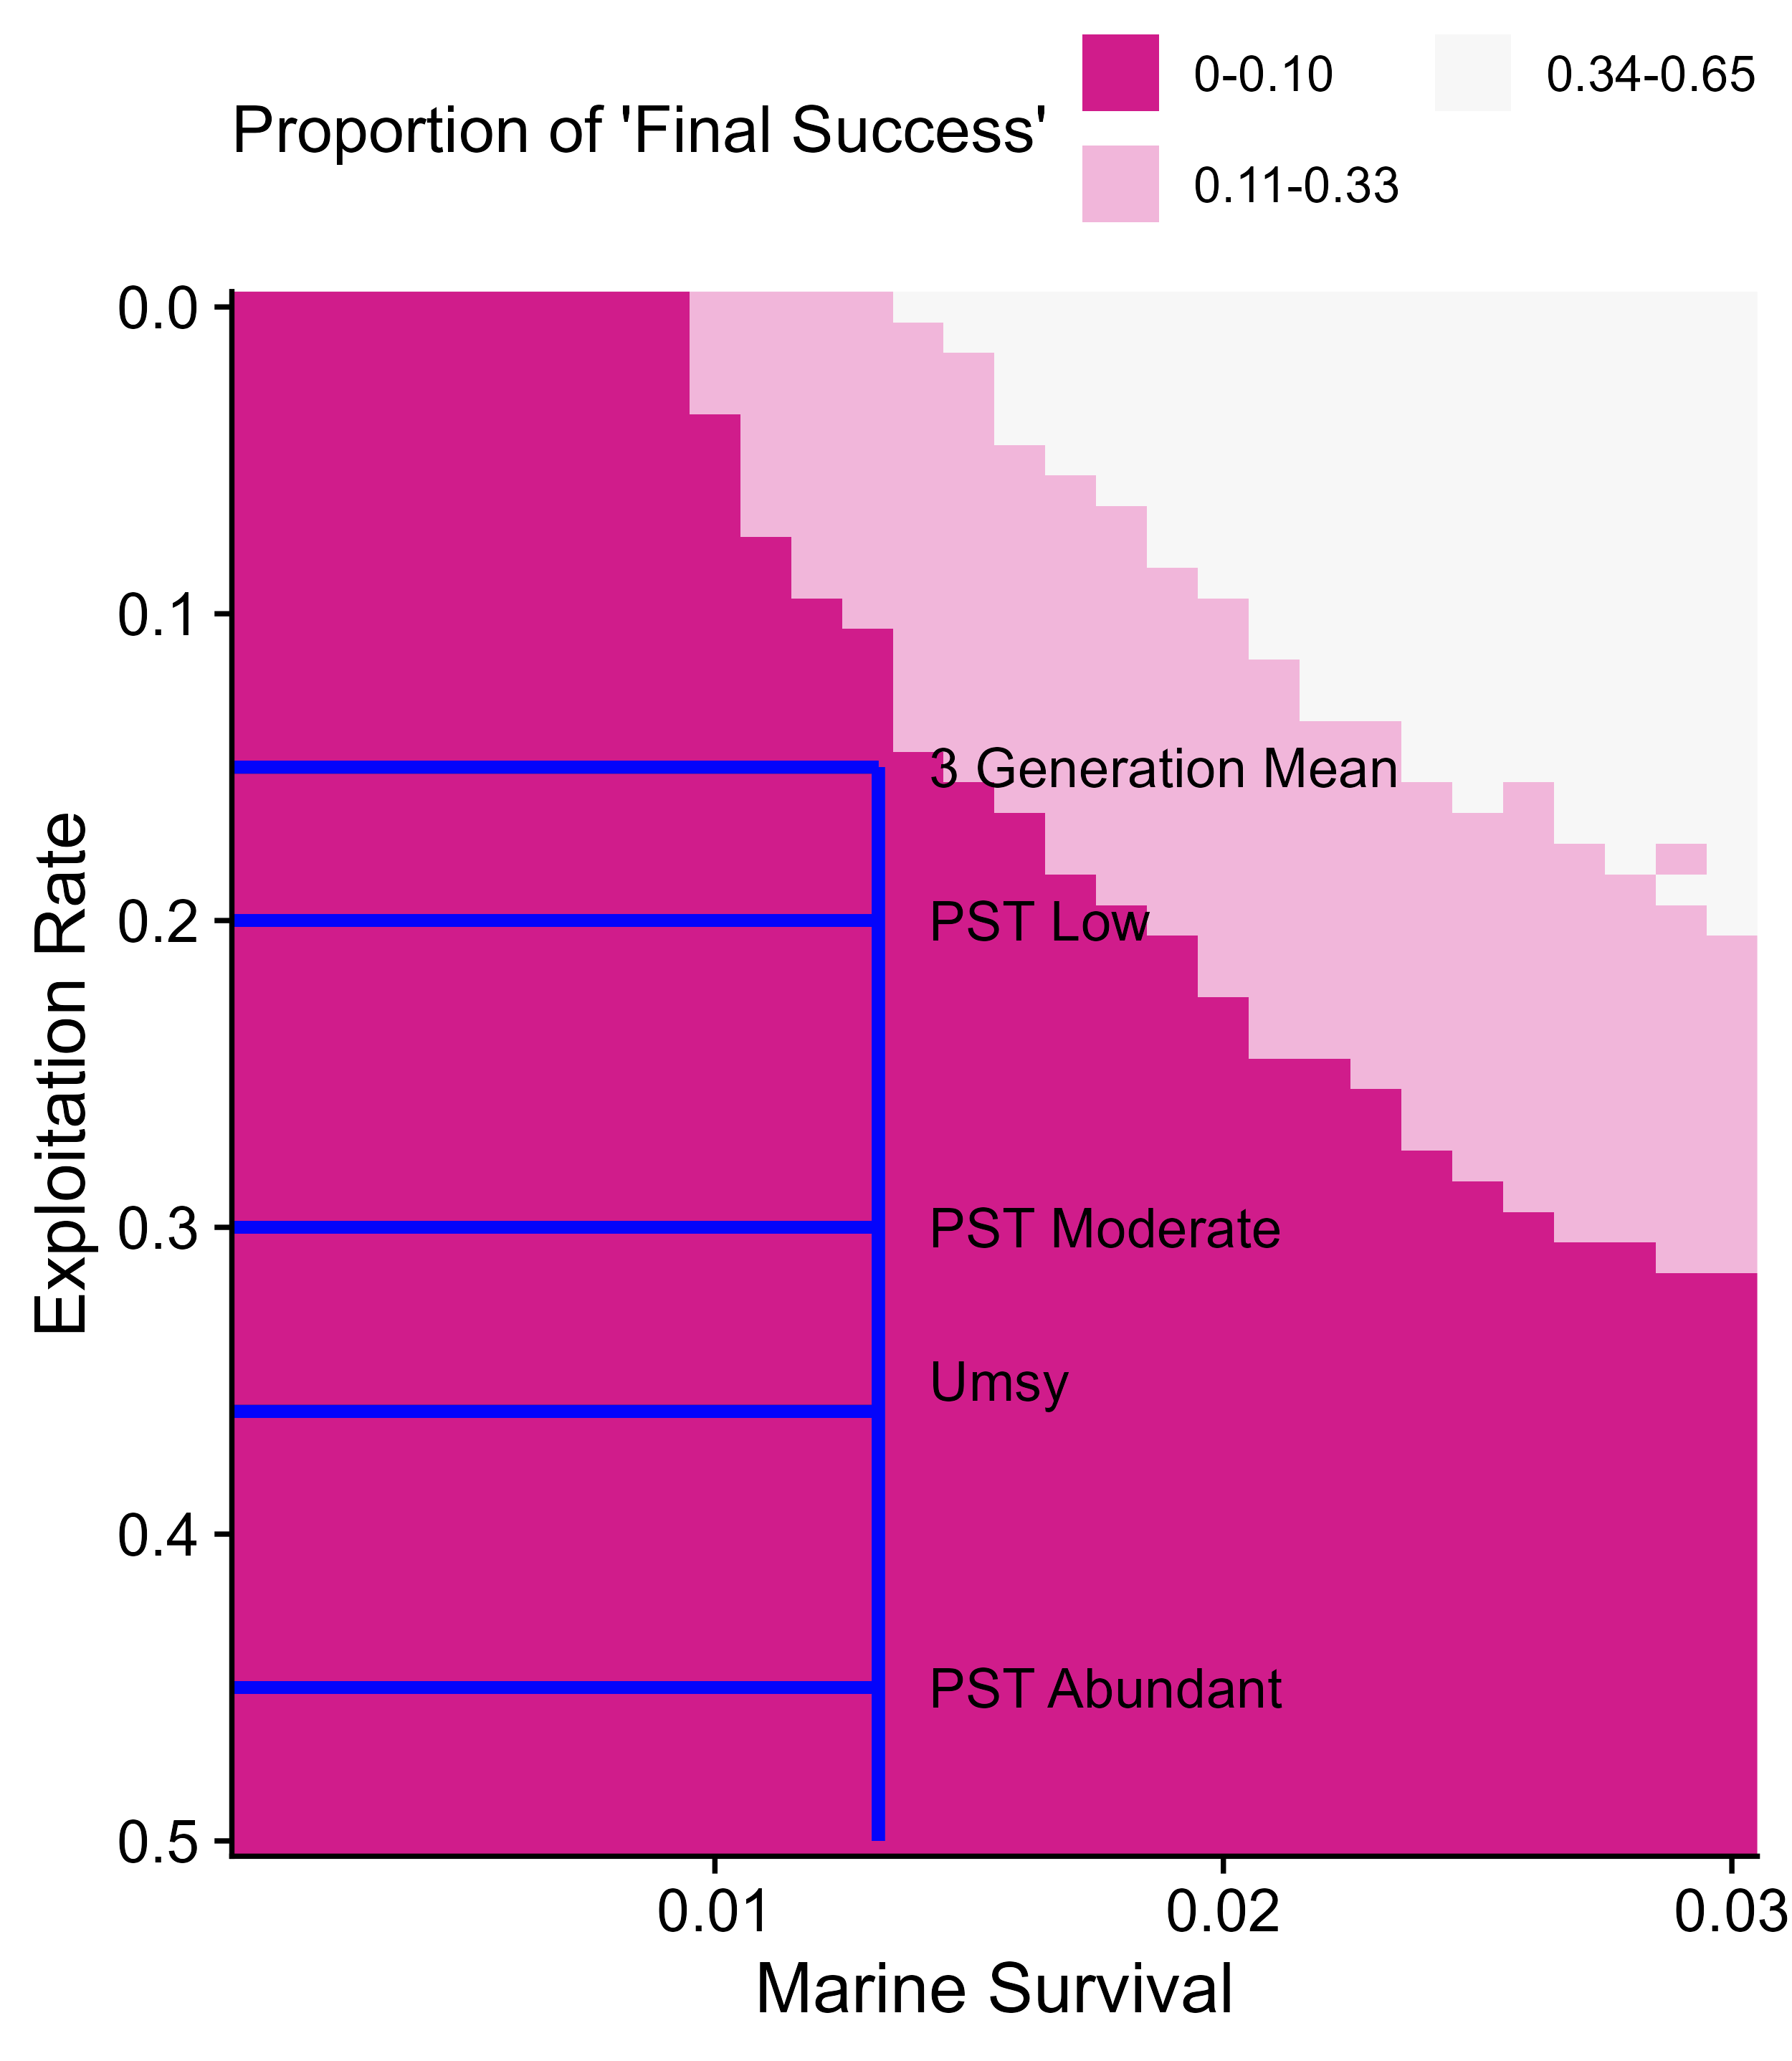 Proportion of 'Final Success'
0-0.10
0.34-0.65
0.11-0.33
0.0
0.1
0.2
0.3
0.4
0.5
Exploitation Rate
3 Generation Mean
PST Low
PST Moderate
Umsy
PST Abundant
0.01
0.02
0.03
Marine Survival